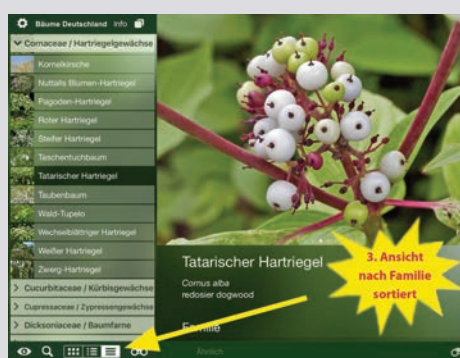 Bäume Deutschland Info
Cornaceae / Hartriegelgewächse
Kornelkirsche
Nuttalls Blumen-Hartriegel
Pagoden-Hartriegel
Roter Hartriegel
Steifer Hartriegel
Taschentuchbaum
Tatarischer Hartriegel
Taubenbaum
Wald-Tupelo
Wechselblättriger Hartriegel
Weißer Hartriegel
Zwerg-Hartriegel
Cucurbitaceae / Kürbisgewächse
Cupressaceae / Zypressengewächse
Dicksoniaceae / Baumfarne
Tatarischer Hartriegel
Cornus alba
redosier dogwood
Familie
Ähnlich
3. Ansicht
nach Familie
sortiert